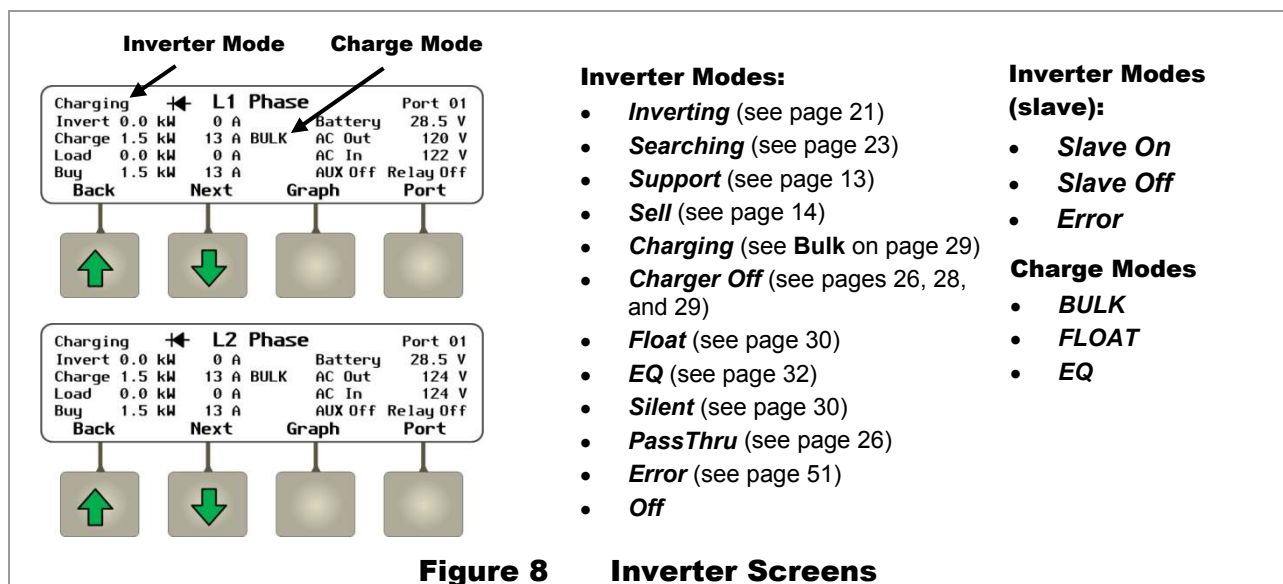 Inverter Mode
Charge Mode
Charging L1 Phase Port 01
Invert 0.0 kW 0 A Battery 28.5 V
Charge 1.5 kW 13 A BULK AC Out 120 V
Load 0.0 kW 0 A AC In 122 V
Buy 1.5 kW 13 A AUX Off Relay Off
Back Next Graph Port
Charging L2 Phase Port 01
Invert 0.0 kW 0 A Battery 28.5 V
Charge 1.5 kW 13 A BULK AC Out 124 V
Load 0.0 kW 0 A AC In 124 V
Buy 1.5 kW 13 A AUX Off Relay Off
Back Next Graph Port
Inverter Modes:
• Inverting (see page 21)
• Searching (see page 23)
• Support (see page 13)
• Sell (see page 14)
• Charging (see Bulk on page 29)
• Charger Off (see pages 26, 28,
and 29)
• Float (see page 30)
• EQ (see page 32)
• Silent (see page 30)
• PassThru (see page 26)
• Error (see page 51)
• Off
Inverter Modes
(slave):
• Slave On
• Slave Off
• Error
Charge Modes
• BULK
• FLOAT
• EQ
Figure 8 Inverter Screens